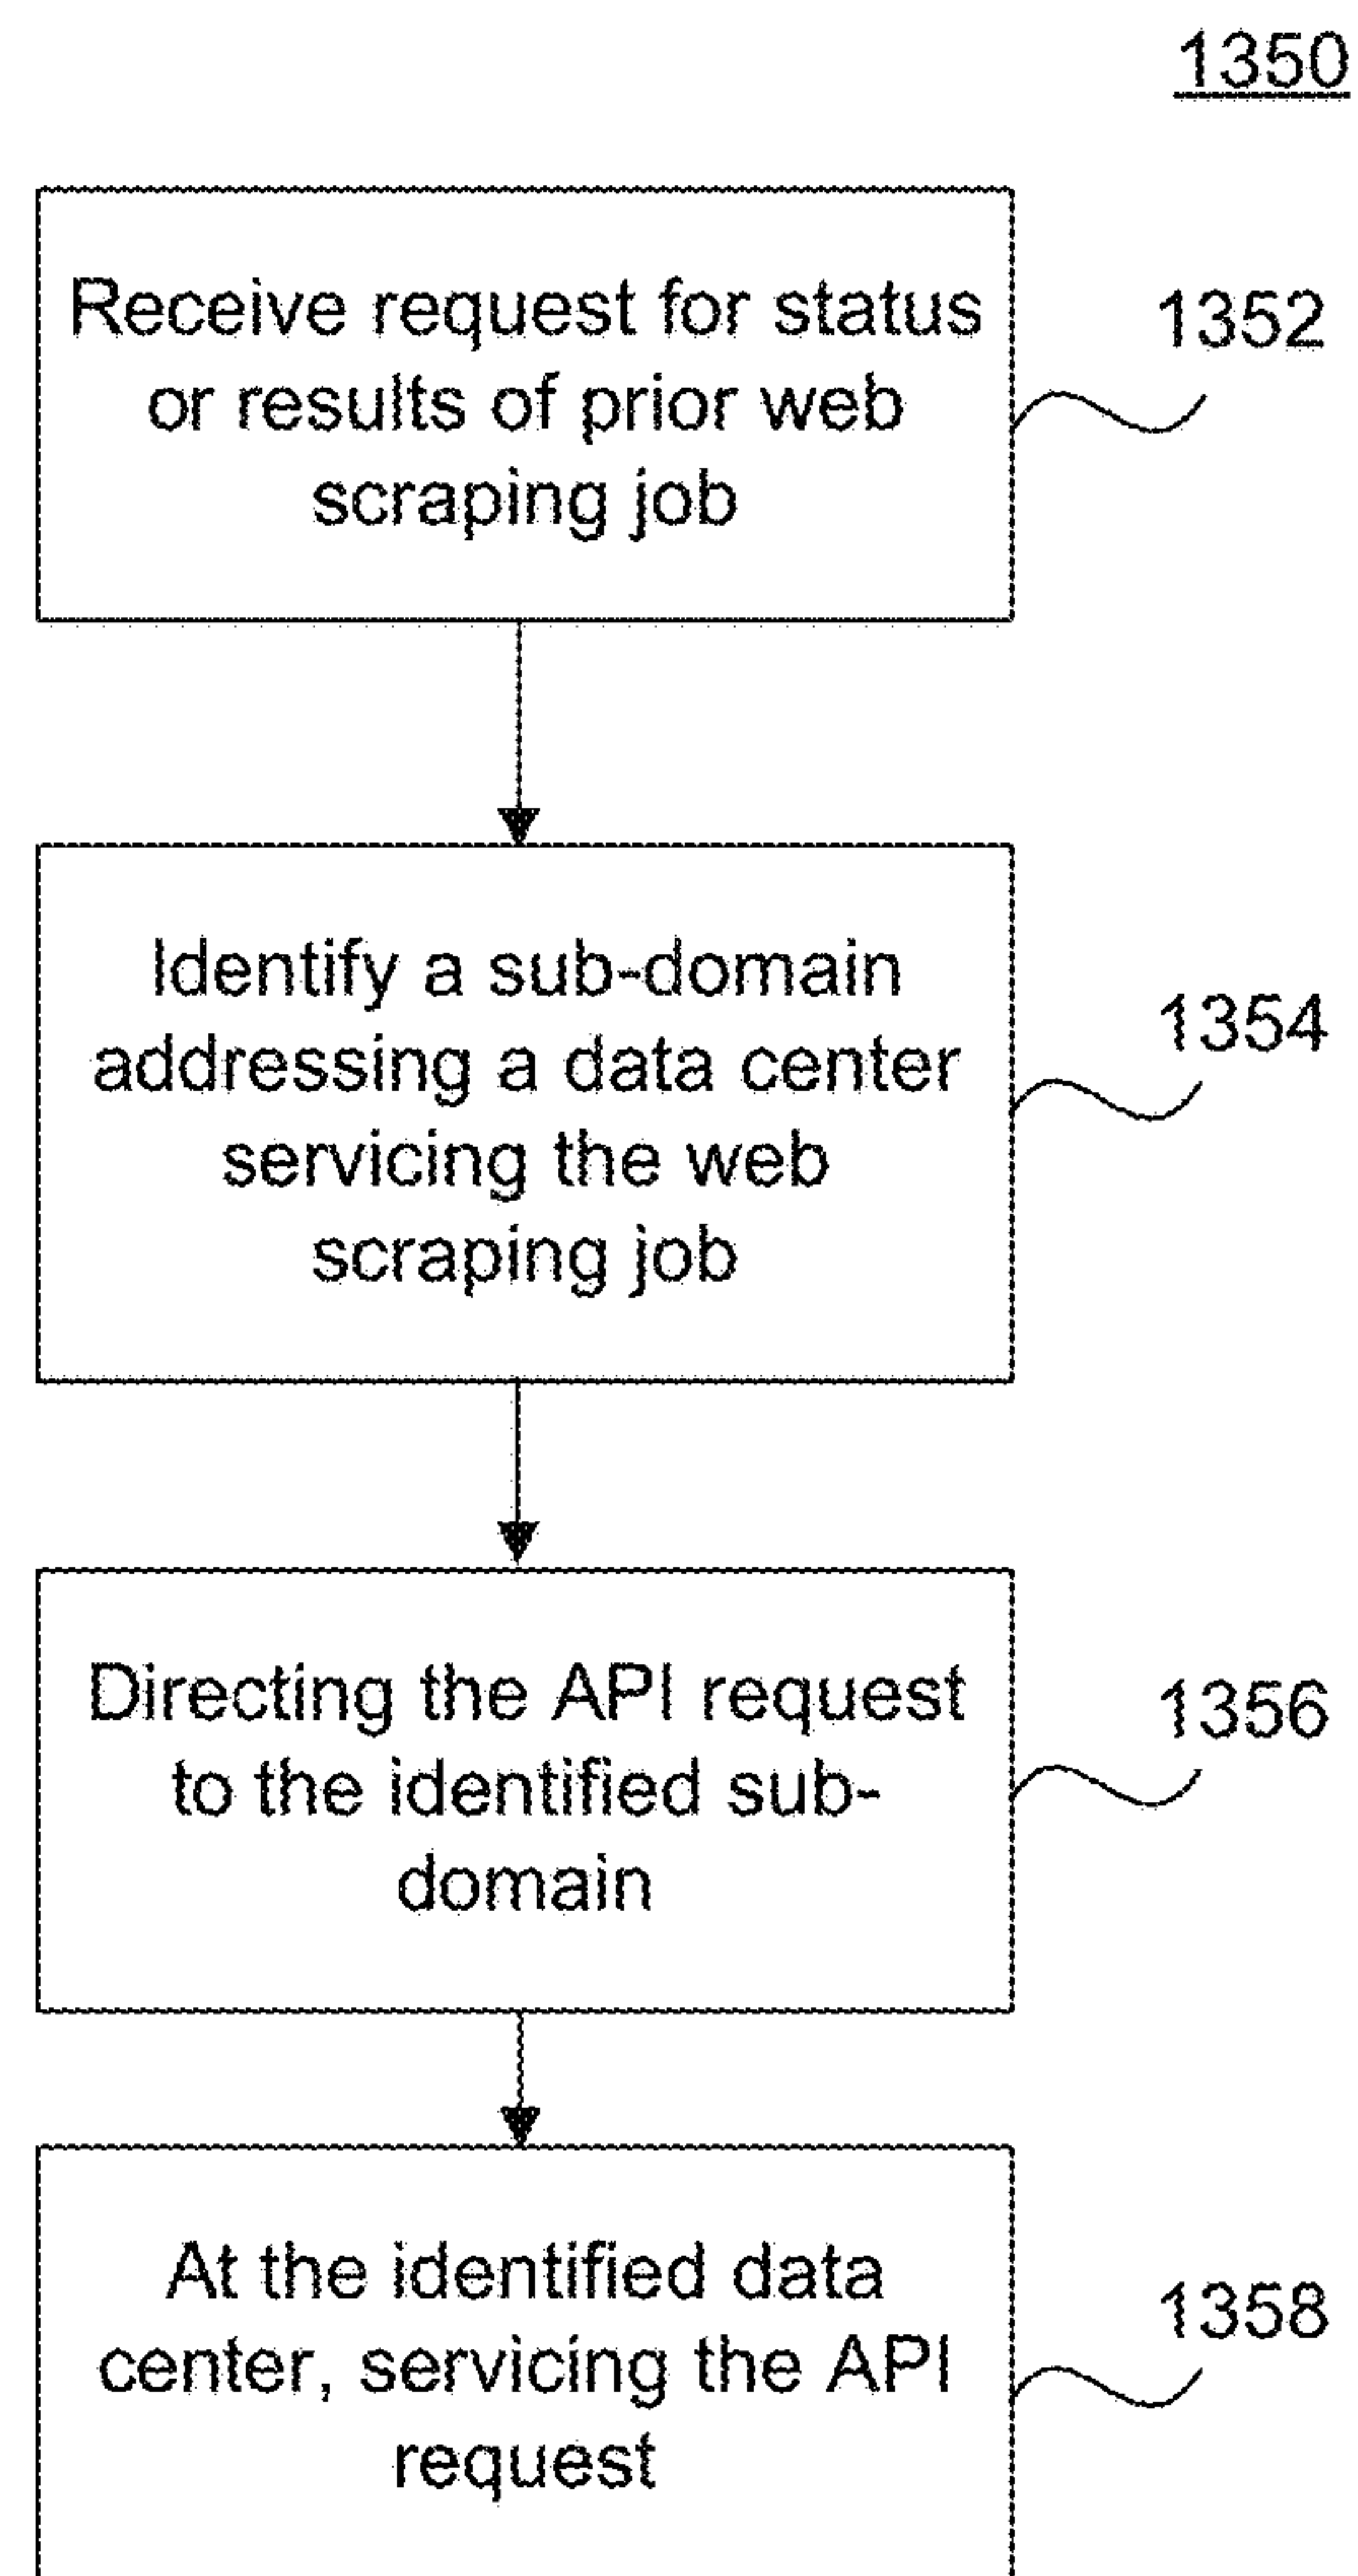 1350
Receive request for status
or results of prior web
scraping job
1352
Identify a sub-domain
addressing a data center
servicing the web
scraping job
1354
Directing the API request
to the identified sub-
domain
1356
At the identified data
center, servicing the API
request
1358